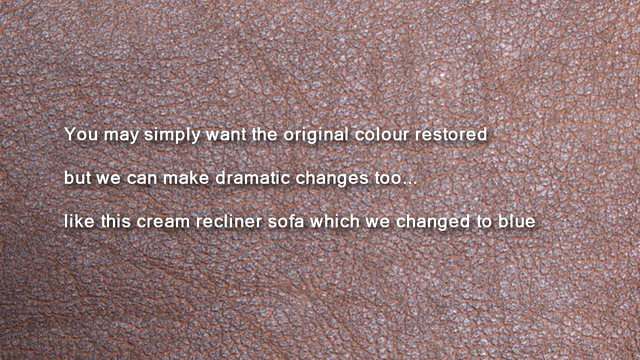 You may simply want the original colour restored
but we can make dramatic changes too...
like this cream recliner sofa which we changed to blue